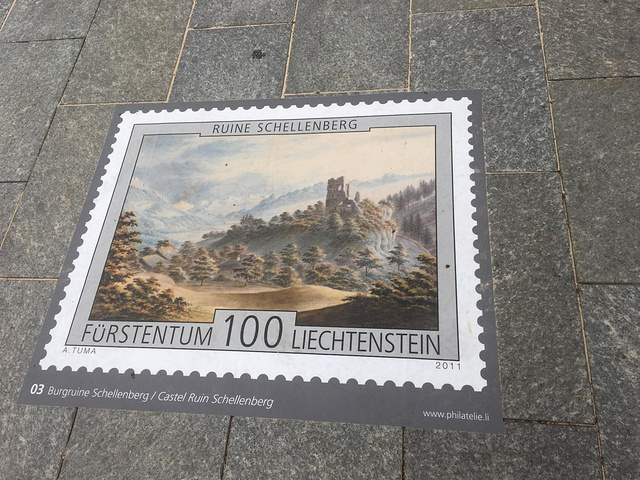 RUINE SCHELLENBERG
FÜRSTENTUM 100 LIECHTENSTEIN
A. TUMA
2011
03 Burgruine Schellenberg / Castel Ruin Schellenberg
www.philatelie.li